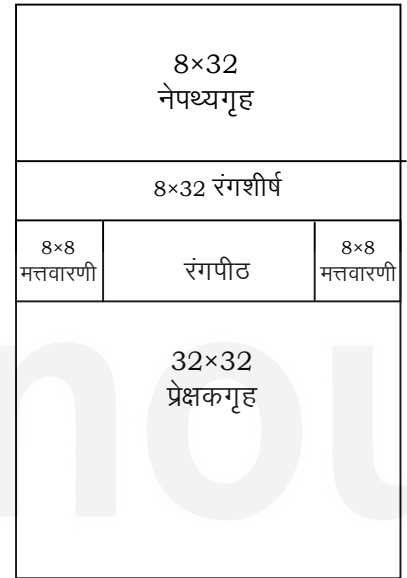 8×32
नेपथ्यगृह
8×32 रंगशीर्ष
8×8
मत्तवारणी
रंगपीठ
8×8
मत्तवारणी
32×32
प्रेक्षकगृह